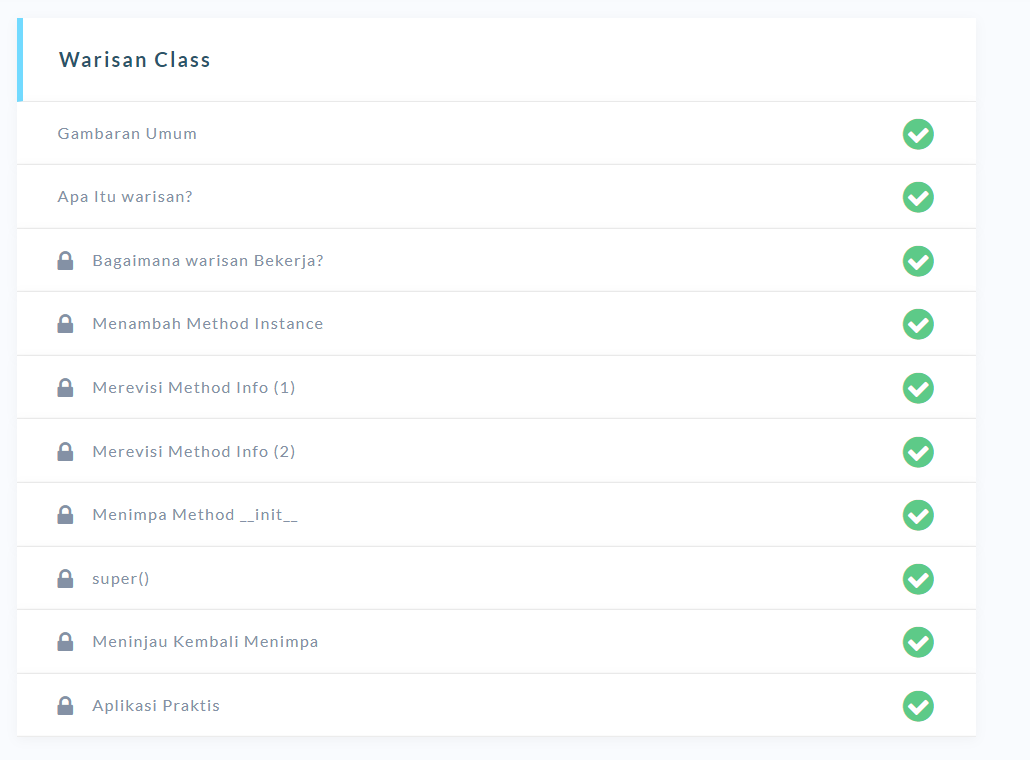 Warisan Class
Gambaran Umum
Apa Itu warisan?
Bagaimana warisan Bekerja?
Menambah Method Instance
Merevisi Method Info (1)
Merevisi Method Info (2)
Menimpa Method __init__
super()
Meninjau Kembali Menimpa
Aplikasi Praktis